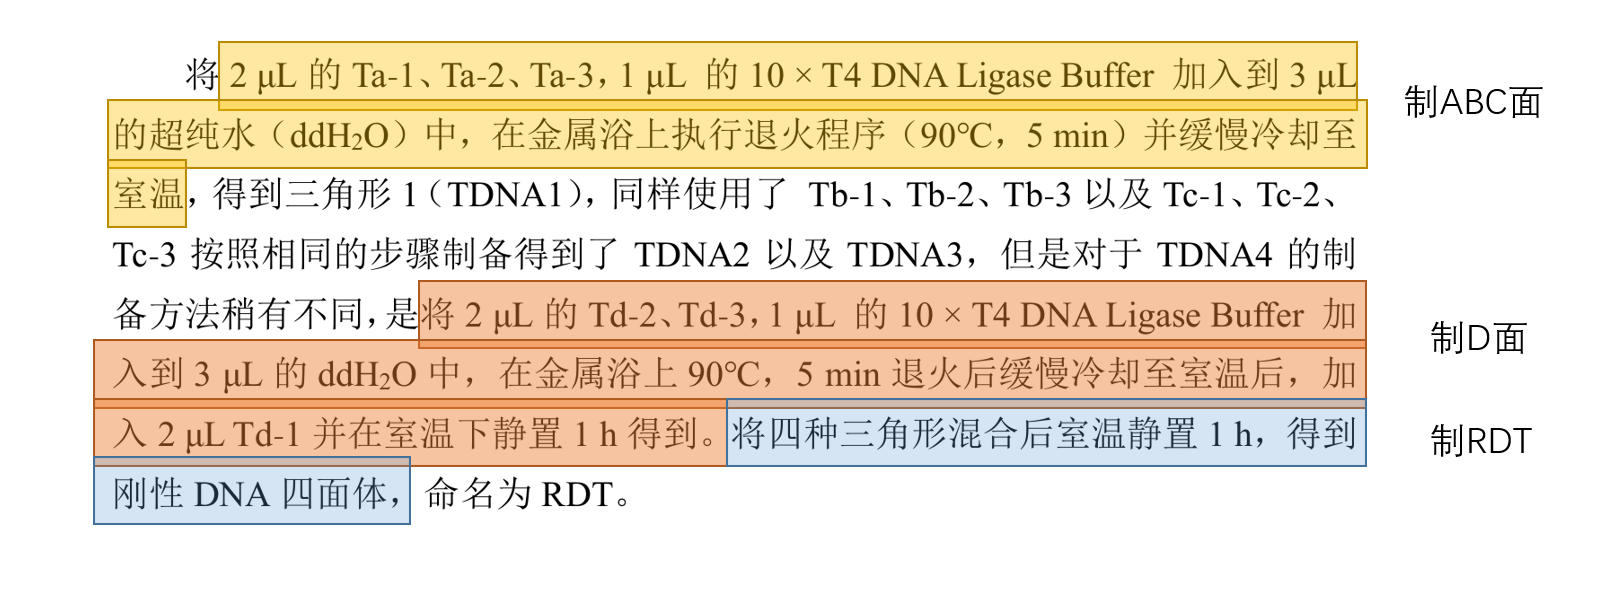 将 2 μL 的 Ta-1、Ta-2、Ta-3，1 μL 的 10 × T4 DNA Ligase Buffer 加入到 3 μL
制ABC面
的超纯水（ddH₂O）中，在金属浴上执行退火程序（90℃，5 min）并缓慢冷却至
室温，得到三角形 1（TDNA1），同样使用了 Tb-1、Tb-2、Tb-3 以及 Tc-1、Tc-2、
Tc-3 按照相同的步骤制备得到了 TDNA2 以及 TDNA3，但是对于 TDNA4 的制
备方法稍有不同，是将 2 μL 的 Td-2、Td-3，1 μL 的 10 × T4 DNA Ligase Buffer 加
制D面
入到 3 μL 的 ddH₂O 中，在金属浴上 90℃，5 min 退火后缓慢冷却至室温后，加
入 2 μL Td-1 并在室温下静置 1 h 得到。将四种三角形混合后室温静置 1 h，得到
制RDT
刚性 DNA 四面体，命名为 RDT。